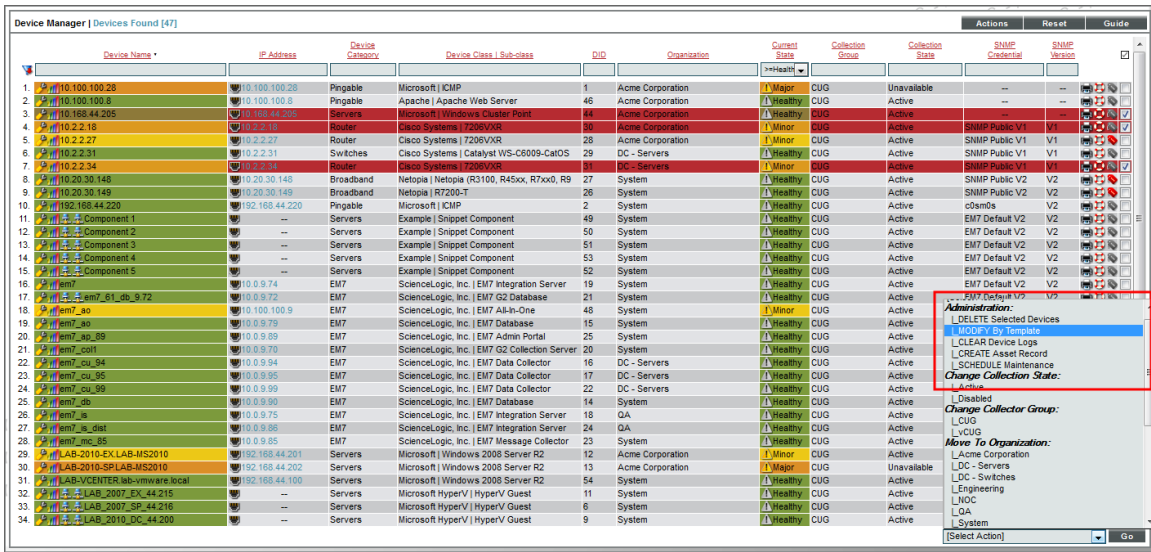 Device Manager | Devices Found [47] Actions Reset Guide
Device Name • IP Address Device Category Device Class | Sub-class DID Organization Current State Collection Group Collection State SNMP Credential SNMP Version
>=Health
1. 10.100.100.28 10.100.100.28 Pingable Microsoft | ICMP 1 Acme Corporation Major CUG Unavailable -- --
2. 10.100.100.8 10.100.100.8 Pingable Apache | Apache Web Server 46 Acme Corporation Healthy CUG Active -- --
3. 10.168.44.205 10.168.44.205 Servers Microsoft | Windows Cluster Point 44 Acme Corporation Healthy CUG Active -- --
4. 10.2.2.18 10.2.2.18 Router Cisco Systems | 7206VXR 30 Acme Corporation Minor CUG Active SNMP Public V1 V1
5. 10.2.2.27 10.2.2.27 Router Cisco Systems | 7206VXR 28 Acme Corporation Minor CUG Active SNMP Public V1 V1
6. 10.2.2.31 10.2.2.31 Switches Cisco Systems | Catalyst WS-C6009-CatOS 29 DC - Servers Healthy CUG Active SNMP Public V1 V1
7. 10.2.2.34 10.2.2.34 Router Cisco Systems | 7206VXR 31 DC - Servers Minor CUG Active SNMP Public V1 V1
8. 10.20.30.148 10.20.30.148 Broadband Netopia | Netopia (R3100, R45xx, R7xx0, R9 27 System Healthy CUG Active SNMP Public V2 V2
9. 10.20.30.149 10.20.30.149 Broadband Netopia | R7200-T 26 System Healthy CUG Active SNMP Public V2 V2
10. 192.168.44.220 192.168.44.220 Pingable Microsoft | ICMP 2 System Healthy CUG Active c0sm0s V2
11. Component 1 -- Servers Example | Snippet Component 49 System Healthy CUG Active EM7 Default V2 V2
12. Component 2 -- Servers Example | Snippet Component 50 System Healthy CUG Active EM7 Default V2 V2
13. Component 3 -- Servers Example | Snippet Component 51 System Healthy CUG Active EM7 Default V2 V2
14. Component 4 -- Servers Example | Snippet Component 53 System Healthy CUG Active EM7 Default V2 V2
15. Component 5 -- Servers Example | Snippet Component 52 System Healthy CUG Active EM7 Default V2 V2
16. em7 10.0.9.74 EM7 ScienceLogic, Inc. | EM7 Integration Server 19 System Healthy CUG Active EM7 Default V2 V2
17. em7_61_db_9.72 10.0.9.72 EM7 ScienceLogic, Inc. | EM7 G2 Database 21 System Healthy CUG Active EM7 Default V2 V2
18. em7_ao 10.100.100.9 EM7 ScienceLogic, Inc. | EM7 All-In-One 48 System Minor CUG Active
19. em7_ao 10.0.9.79 EM7 ScienceLogic, Inc. | EM7 Database 15 System Healthy CUG Active
20. em7_ap_89 10.0.9.89 EM7 ScienceLogic, Inc. | EM7 Admin Portal 25 System Healthy CUG Active
21. em7_col1 10.0.9.70 EM7 ScienceLogic, Inc. | EM7 G2 Collection Server 20 System Healthy CUG Active
22. em7_cu_94 10.0.9.94 EM7 ScienceLogic, Inc. | EM7 Data Collector 16 DC - Servers Healthy CUG Active
23. em7_cu_95 10.0.9.95 EM7 ScienceLogic, Inc. | EM7 Data Collector 17 DC - Servers Healthy CUG Active
24. em7_cu_99 10.0.9.99 EM7 ScienceLogic, Inc. | EM7 Data Collector 22 DC - Servers Healthy CUG Active
25. em7_db 10.0.9.90 EM7 ScienceLogic, Inc. | EM7 Database 14 System Healthy CUG Active
26. em7_is 10.0.9.75 EM7 ScienceLogic, Inc. | EM7 Integration Server 18 QA Healthy CUG Active
27. em7_is_dist 10.0.9.86 EM7 ScienceLogic, Inc. | EM7 Integration Server 24 QA Healthy CUG Active
28. em7_mc_85 10.0.9.85 EM7 ScienceLogic, Inc. | EM7 Message Collector 23 System Healthy CUG Active
29. LAB-2010-EX.LAB-MS2010 192.168.44.201 Servers Microsoft | Windows 2008 Server R2 12 Acme Corporation Minor CUG Active
30. LAB-2010-SP.LAB-MS2010 192.168.44.202 Servers Microsoft | Windows 2008 Server R2 13 Acme Corporation Major CUG Unavailable
31. LAB-VCENTER.lab-vmware.local 192.168.44.100 Servers Microsoft | Windows 2008 Server R2 54 System Healthy CUG Active
32. LAB_2007_EX_44.215 -- Servers Microsoft HyperV | HyperV Guest 11 System Healthy CUG Active
33. LAB_2007_SP_44.216 -- Servers Microsoft HyperV | HyperV Guest 6 System Healthy CUG Active
34. LAB_2010_DC_44.200 -- Servers Microsoft HyperV | HyperV Guest 9 System Healthy CUG Active
Administration:
|_DELETE Selected Devices
|_MODIFY By Template
|_CLEAR Device Logs
|_CREATE Asset Record
|_SCHEDULE Maintenance
Change Collection State:
|_Active
|_Disabled
Change Collector Group:
|_CUG
|_vCUG
Move To Organization:
|_Acme Corporation
|_DC - Servers
|_DC - Switches
|_Engineering
|_NOC
|_QA
|_System
[Select Action] Go